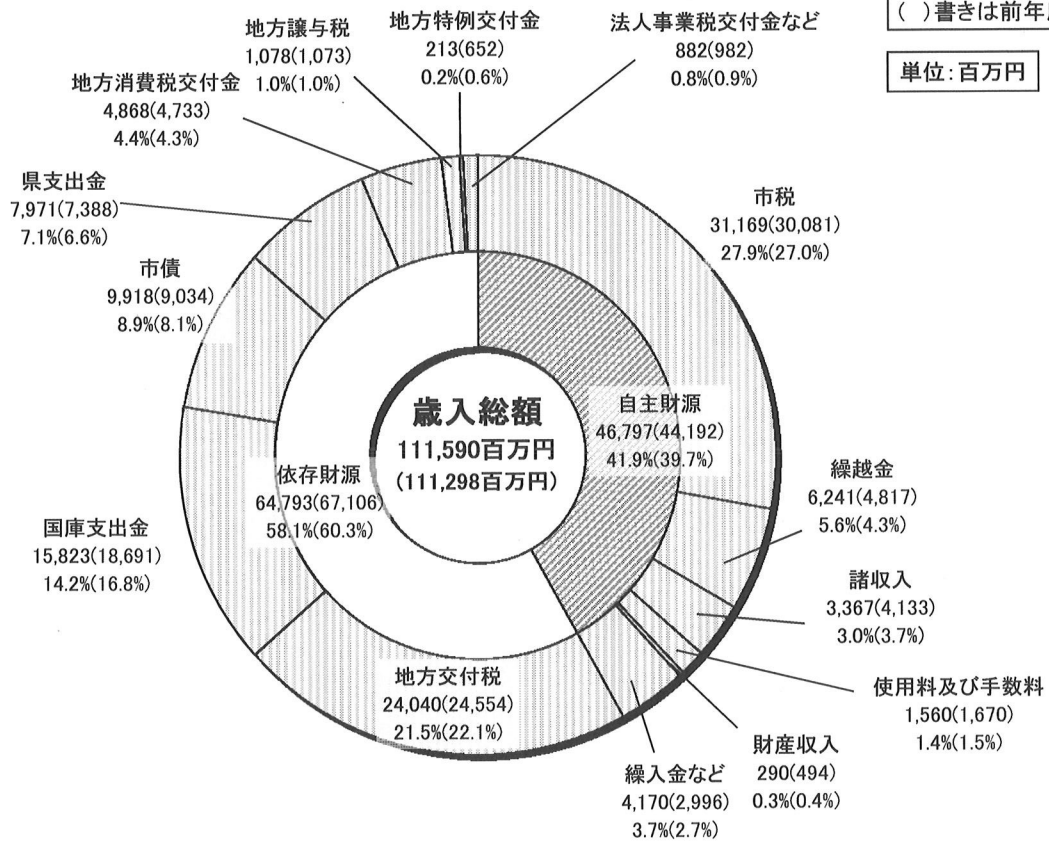 ( )書きは前年
単位：百万円
地方譲与税
1,078(1,073)
1.0%(1.0%)
地方特例交付金
213(652)
0.2%(0.6%)
法人事業税交付金など
882(982)
0.8%(0.9%)
地方消費税交付金
4,868(4,733)
4.4%(4.3%)
県支出金
7,971(7,388)
7.1%(6.6%)
市税
31,169(30,081)
27.9%(27.0%)
市債
9,918(9,034)
8.9%(8.1%)
歳入総額
111,590百万円
(111,298百万円)
自主財源
46,797(44,192)
41.9%(39.7%)
依存財源
64,793(67,106)
58.1%(60.3%)
繰越金
6,241(4,817)
5.6%(4.3%)
国庫支出金
15,823(18,691)
14.2%(16.8%)
諸収入
3,367(4,133)
3.0%(3.7%)
地方交付税
24,040(24,554)
21.5%(22.1%)
使用料及び手数料
1,560(1,670)
1.4%(1.5%)
財産収入
290(494)
0.3%(0.4%)
繰入金など
4,170(2,996)
3.7%(2.7%)